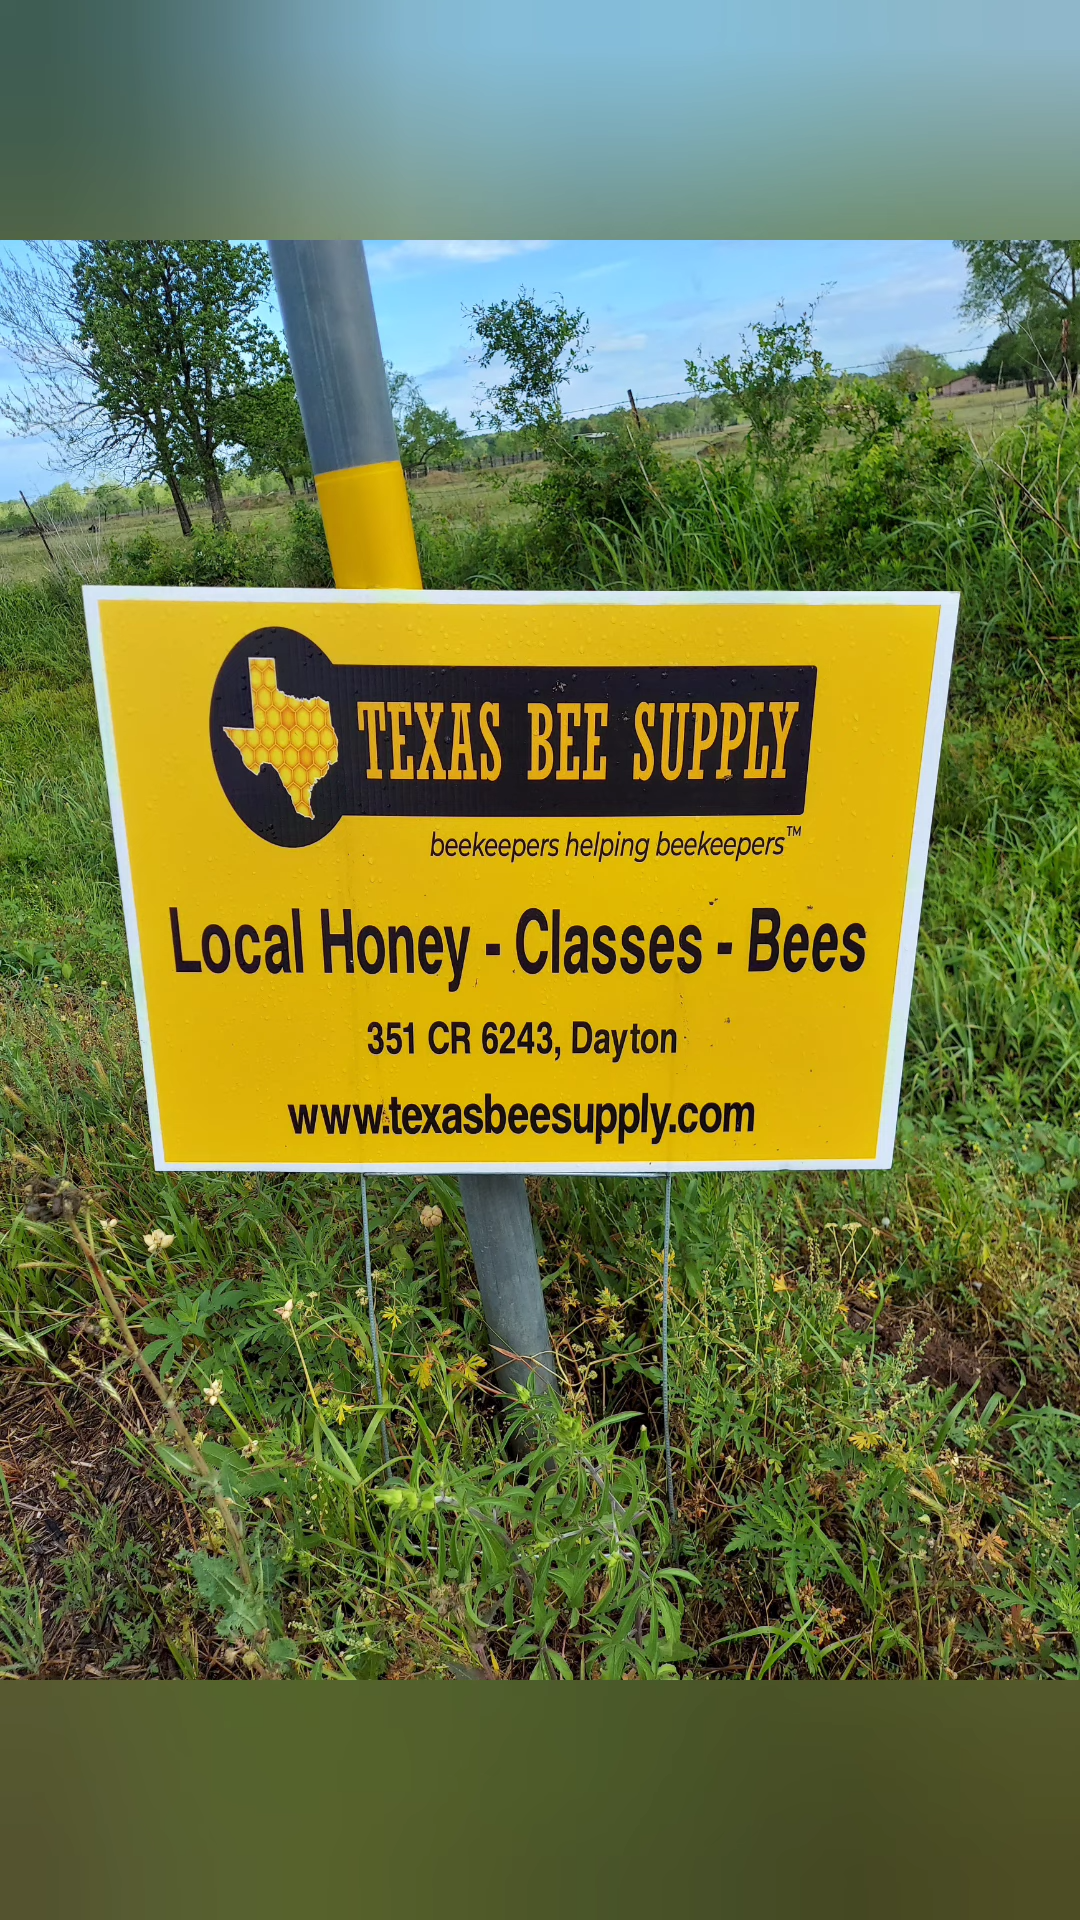 TEXAS BEE SUPPLY
beekeepers helping beekeepers™
Local Honey - Classes - Bees
351 CR 6243, Dayton
www.texasbeesupply.com